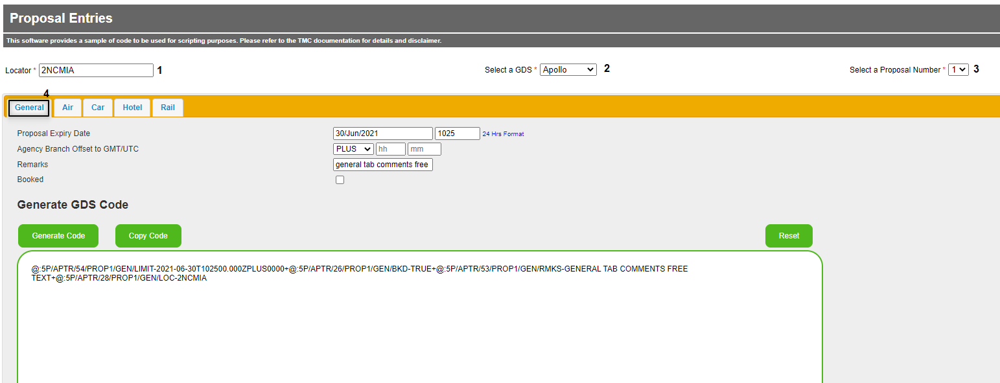 Proposal Entries
This software provides a sample of code to be used for scripting purposes. Please refer to the TMC documentation for details and disclaimer.
Locator * 2NCMIA 1 Select a GDS * Apollo 2 Select a Proposal Number * 1 3
4
General Air Car Hotel Rail
Proposal Expiry Date 30/Jun/2021 1025 24 Hrs Format
Agency Branch Offset to GMT/UTC PLUS hh mm
Remarks general tab comments free
Booked
Generate GDS Code
Generate Code Copy Code Reset
@:5P/APTR/54/PROP1/GEN/LIMIT-2021-06-30T102500.000ZPLUS0000+@:5P/APTR/26/PROP1/GEN/BKD-TRUE+@:5P/APTR/53/PROP1/GEN/RMKS-GENERAL TAB COMMENTS FREE
TEXT+@:5P/APTR/28/PROP1/GEN/LOC-2NCMIA